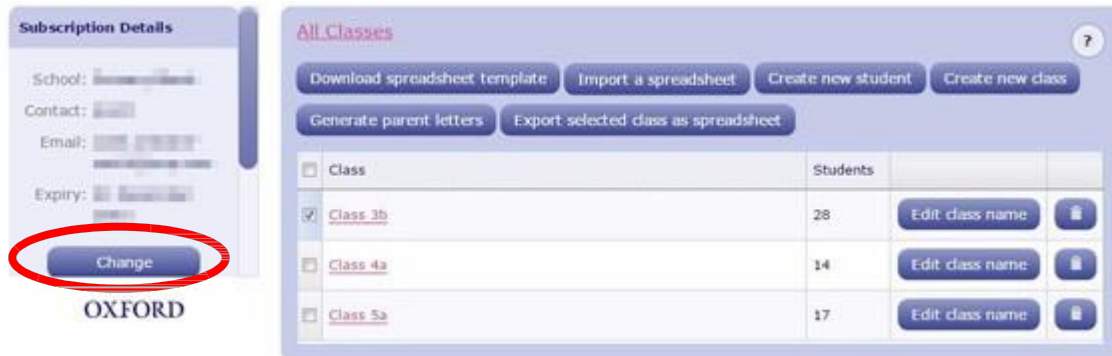 Subscription Details
School:
Contact:
Email:
Expiry:
Change
OXFORD
All Classes
?
Download spreadsheet template Import a spreadsheet Create new student Create new class
Generate parent letters Export selected class as spreadsheet
Class Students
Class 3b 28 Edit class name
Class 4a 14 Edit class name
Class 5a 17 Edit class name